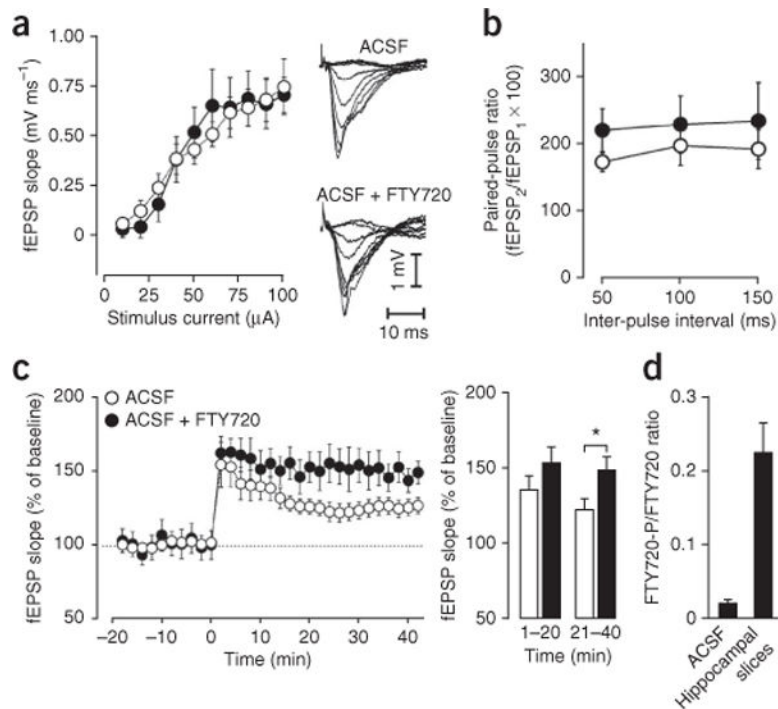 a
1.00
0.75
0.50
0.25
0
fEPSP slope (mV ms⁻¹)
0 25 50 75 100
Stimulus current (μA)
ACSF
ACSF + FTY720
1 mV
10 ms
b
300
200
100
0
Paired-pulse ratio
(fEPSP₂/fEPSP₁ × 100)
50 100 150
Inter-pulse interval (ms)
c
200
150
100
50
fEPSP slope (% of baseline)
ACSF
ACSF + FTY720
–20 –10 0 10 20 30 40
Time (min)
200
150
100
50
fEPSP slope (% of baseline)
*
1–20 21–40
Time (min)
d
0.3
0.2
0.1
0
FTY720-P/FTY720 ratio
ACSF
Hippocampal
slices